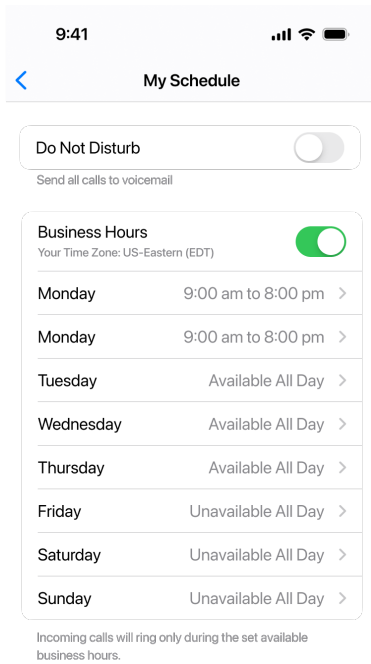 9:41
My Schedule
Do Not Disturb
Send all calls to voicemail
Business Hours
Your Time Zone: US-Eastern (EDT)
Monday 9:00 am to 8:00 pm
Monday 9:00 am to 8:00 pm
Tuesday Available All Day
Wednesday Available All Day
Thursday Available All Day
Friday Unavailable All Day
Saturday Unavailable All Day
Sunday Unavailable All Day
Incoming calls will ring only during the set available
business hours.